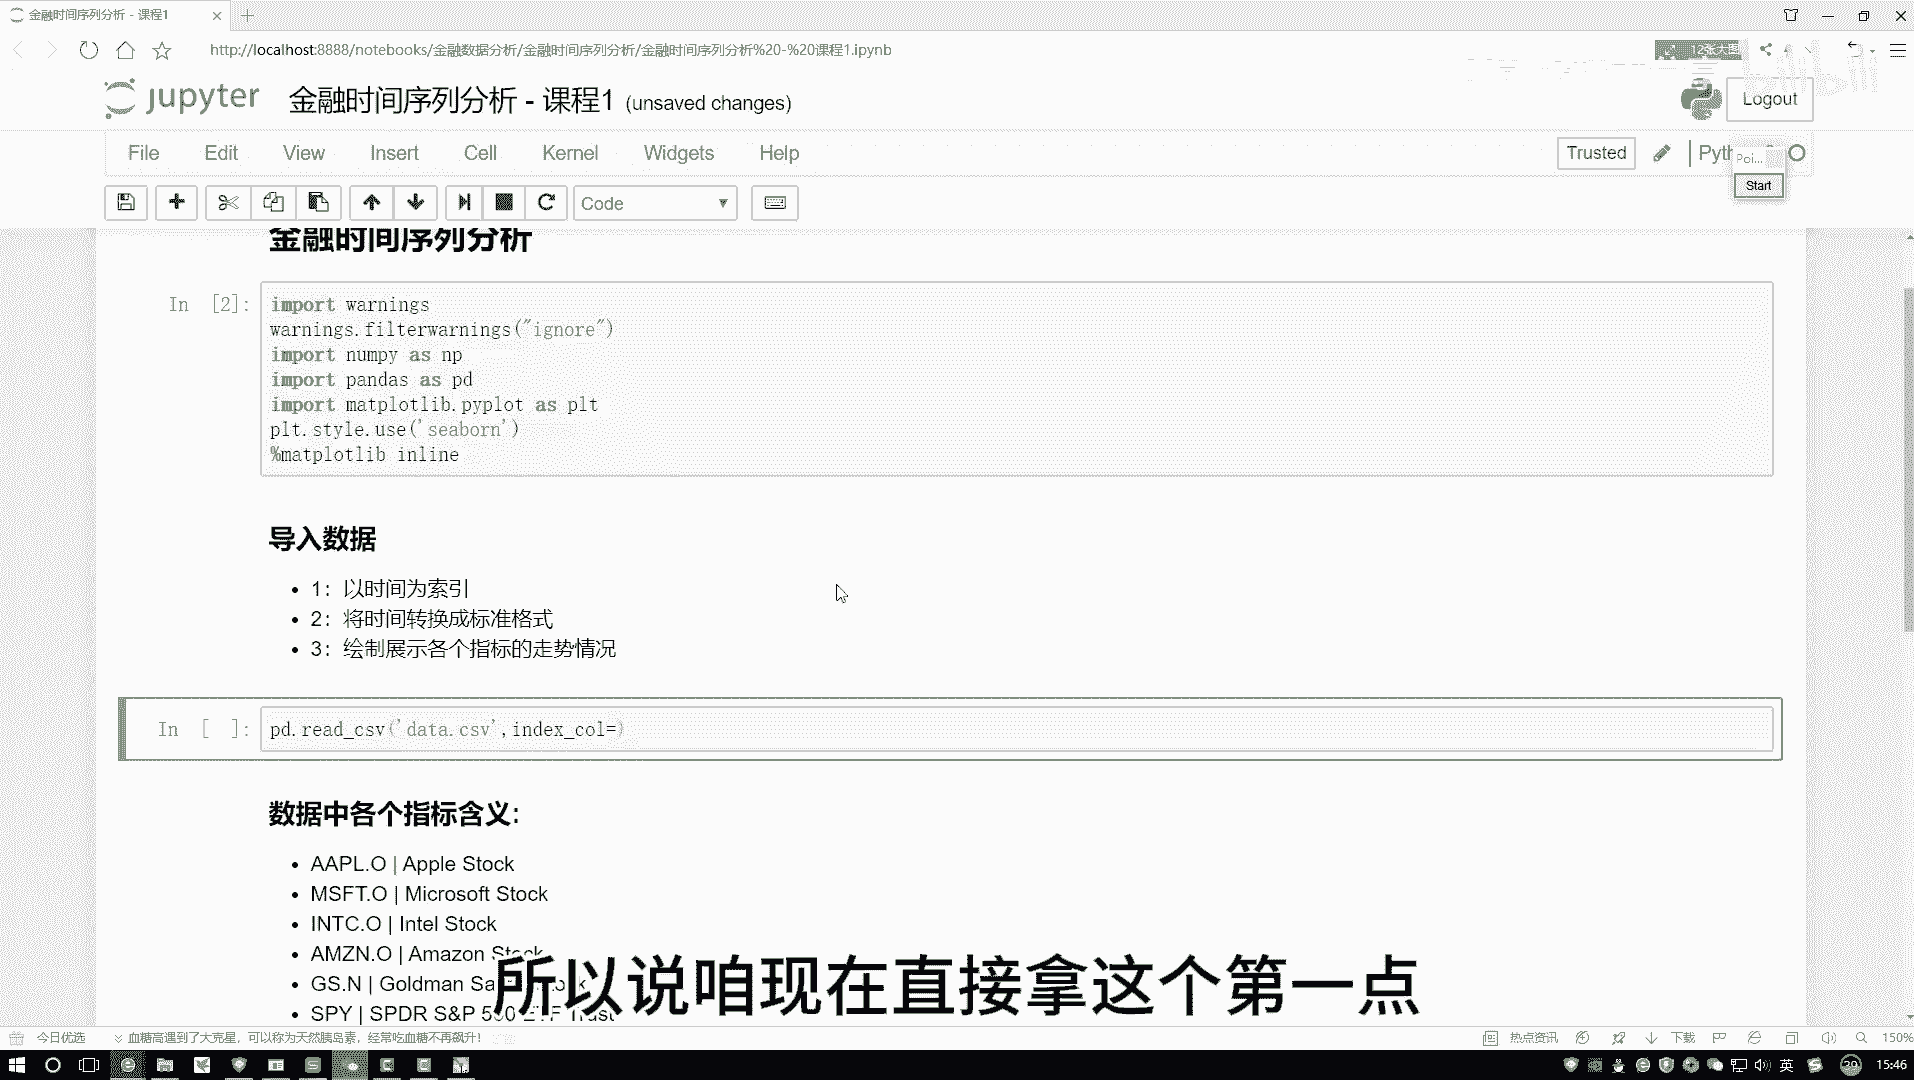 金融时间序列分析 - 课程1
http://localhost:8888/notebooks/金融数据分析/金融时间序列分析/金融时间序列分析%20-%20课程1.ipynb
12张大图
bilibili
jupyter 金融时间序列分析 - 课程1 (unsaved changes)
Logout
File Edit View Insert Cell Kernel Widgets Help
Trusted
Poi...
Start
Code
金融时间序列分析
In [2]:
import warnings
warnings.filterwarnings("ignore")
import numpy as np
import pandas as pd
import matplotlib.pyplot as plt
plt.style.use('seaborn')
%matplotlib inline
导入数据
1：以时间为索引
2：将时间转换成标准格式
3：绘制展示各个指标的走势情况
In [ ]:
pd.read_csv('data.csv',index_col=)
数据中各个指标含义:
AAPL.O | Apple Stock
MSFT.O | Microsoft Stock
INTC.O | Intel Stock
AMZN.O | Amazon Stock
GS.N | Goldman
SPY | SPDR S&P
所以说咱现在直接拿这个第一点
今日优选
血糖高遇到了大克星，可以称为天然胰岛素，经常吃血糖不再飙升！
热点资讯
下载
150%
英
29
15:46